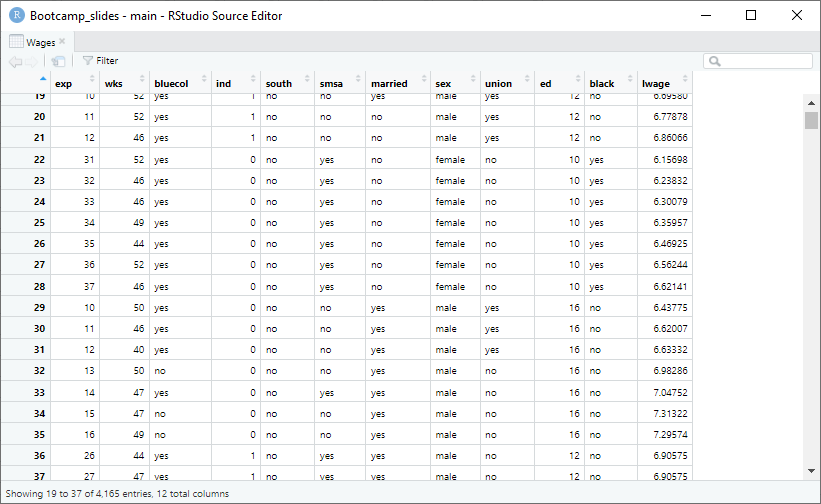 Bootcamp_slides - main - RStudio Source Editor
Wages
Filter
exp wks bluecol ind south smsa married sex union ed black lwage
19 10 52 yes 1 no no yes male yes 12 no 6.69580
20 11 52 yes 1 no no no male yes 12 no 6.77878
21 12 46 yes 1 no no no male yes 12 no 6.86066
22 31 52 yes 0 no yes no female no 10 yes 6.15698
23 32 46 yes 0 no yes no female no 10 yes 6.23832
24 33 46 yes 0 no yes no female no 10 yes 6.30079
25 34 49 yes 0 no yes no female no 10 yes 6.35957
26 35 44 yes 0 no yes no female no 10 yes 6.46925
27 36 52 yes 0 no yes no female no 10 yes 6.56244
28 37 46 yes 0 no yes no female no 10 yes 6.62141
29 10 50 yes 0 no no yes male yes 16 no 6.43775
30 11 46 yes 0 no no yes male yes 16 no 6.62007
31 12 40 yes 0 no no yes male yes 16 no 6.63332
32 13 50 no 0 no no yes male no 16 no 6.98286
33 14 47 yes 0 no yes yes male no 16 no 7.04752
34 15 47 no 0 no no yes male no 16 no 7.31322
35 16 49 no 0 no no yes male no 16 no 7.29574
36 26 44 yes 1 no yes yes male no 12 no 6.90575
37 27 47 yes 1 no yes yes male no 12 no 6.90575
Showing 19 to 37 of 4,165 entries, 12 total columns